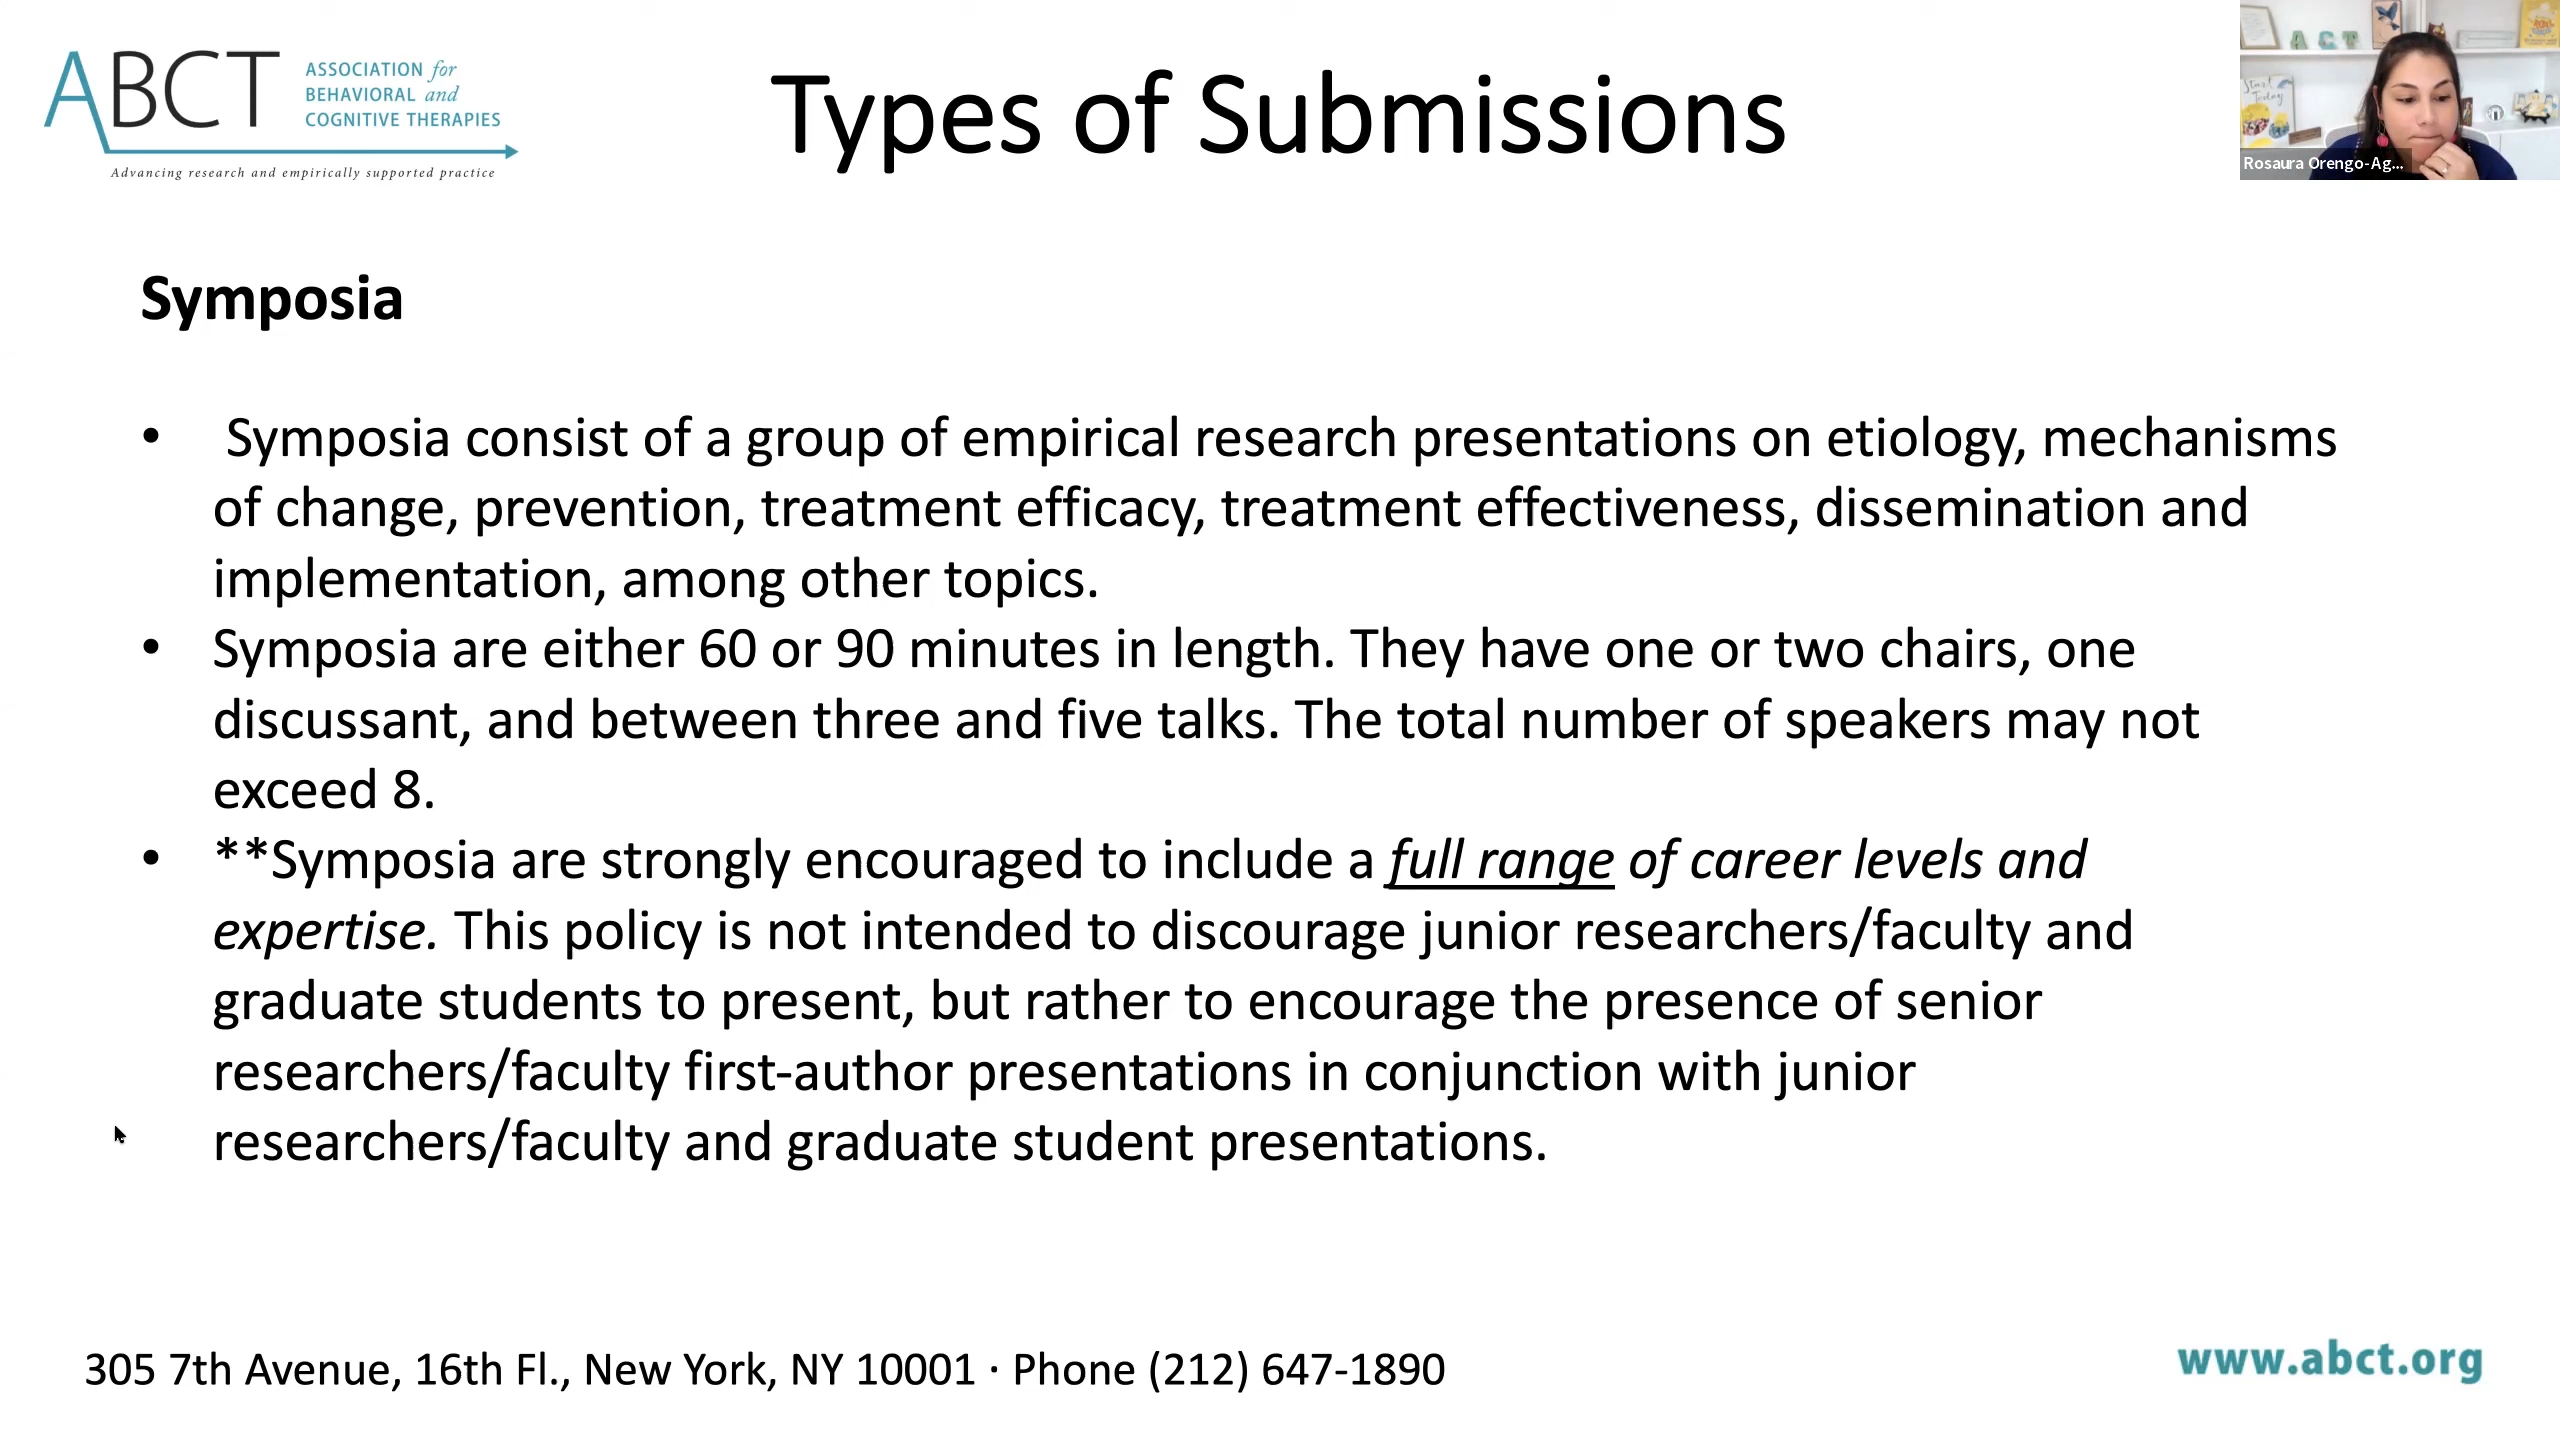 ABCT
ASSOCIATION for
BEHAVIORAL and
COGNITIVE THERAPIES
Advancing research and empirically supported practice
Types of Submissions
A C T
Start
Today
Rosaura Orengo-Ag...
Symposia
• Symposia consist of a group of empirical research presentations on etiology, mechanisms
of change, prevention, treatment efficacy, treatment effectiveness, dissemination and
implementation, among other topics.
• Symposia are either 60 or 90 minutes in length. They have one or two chairs, one
discussant, and between three and five talks. The total number of speakers may not
exceed 8.
• **Symposia are strongly encouraged to include a full range of career levels and
expertise. This policy is not intended to discourage junior researchers/faculty and
graduate students to present, but rather to encourage the presence of senior
researchers/faculty first-author presentations in conjunction with junior
researchers/faculty and graduate student presentations.
305 7th Avenue, 16th Fl., New York, NY 10001 · Phone (212) 647-1890
www.abct.org